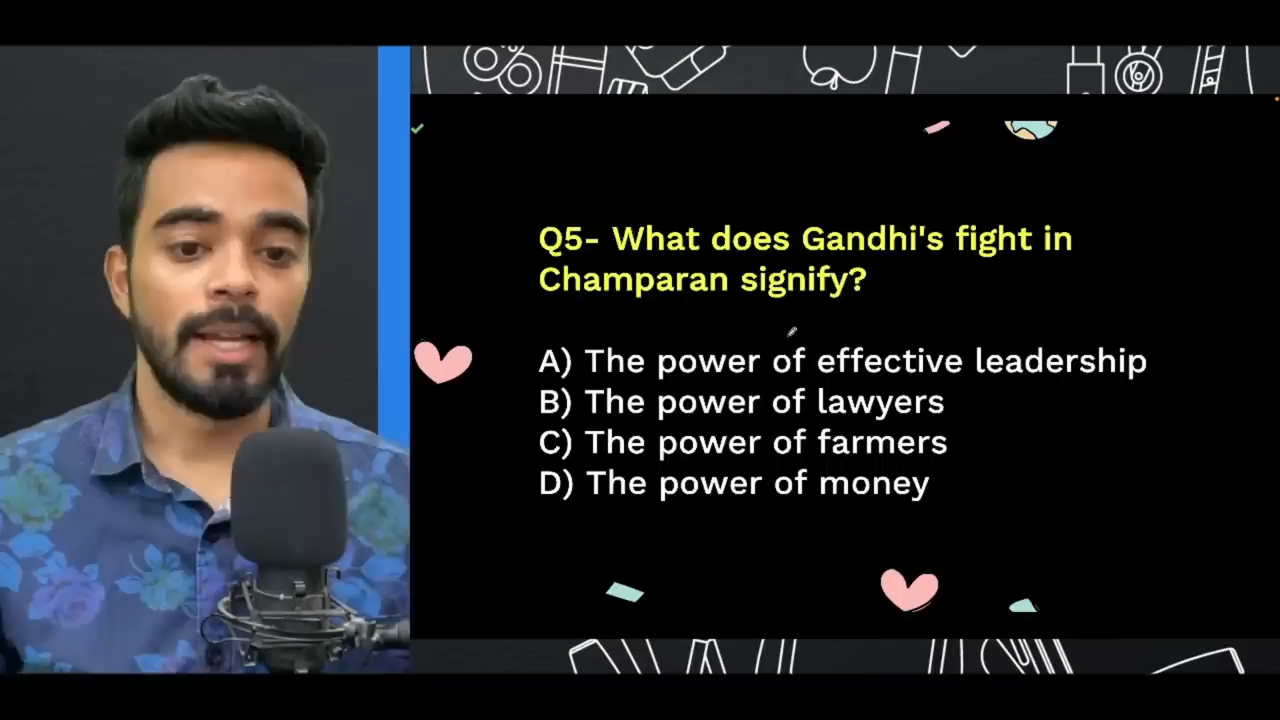 Q5- What does Gandhi's fight in
Champaran signify?
A) The power of effective leadership
B) The power of lawyers
C) The power of farmers
D) The power of money